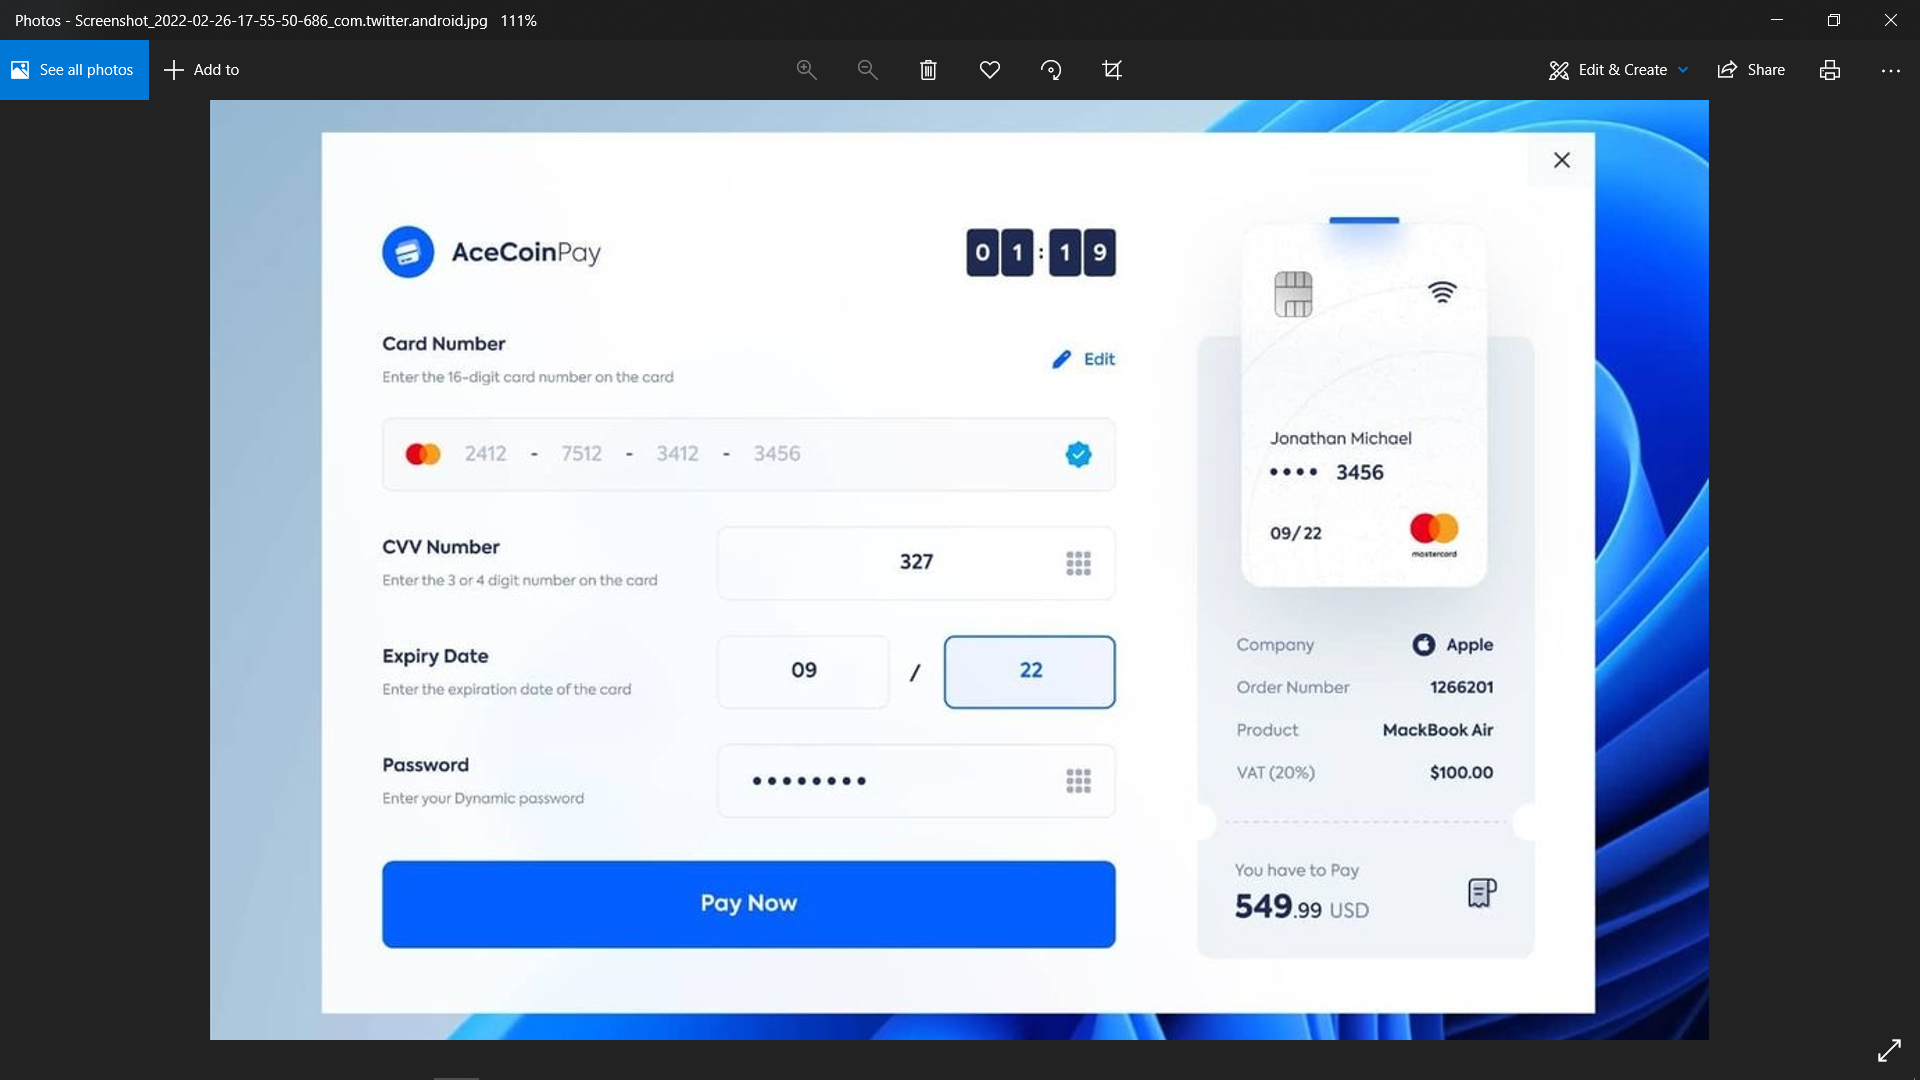 Photos - Screenshot_2022-02-26-17-55-50-686_com.twitter.android.jpg 111%
See all photos
Add to
Edit & Create
Share
AceCoinPay
01:19
Card Number
Enter the 16-digit card number on the card
Edit
2412 - 7512 - 3412 - 3456
CVV Number
Enter the 3 or 4 digit number on the card
327
Expiry Date
Enter the expiration date of the card
09 / 22
Password
Enter your Dynamic password
Pay Now
Jonathan Michael
•••• 3456
09/22
mastercard
Company Apple
Order Number 1266201
Product MackBook Air
VAT (20%) $100.00
You have to Pay
549.99 USD